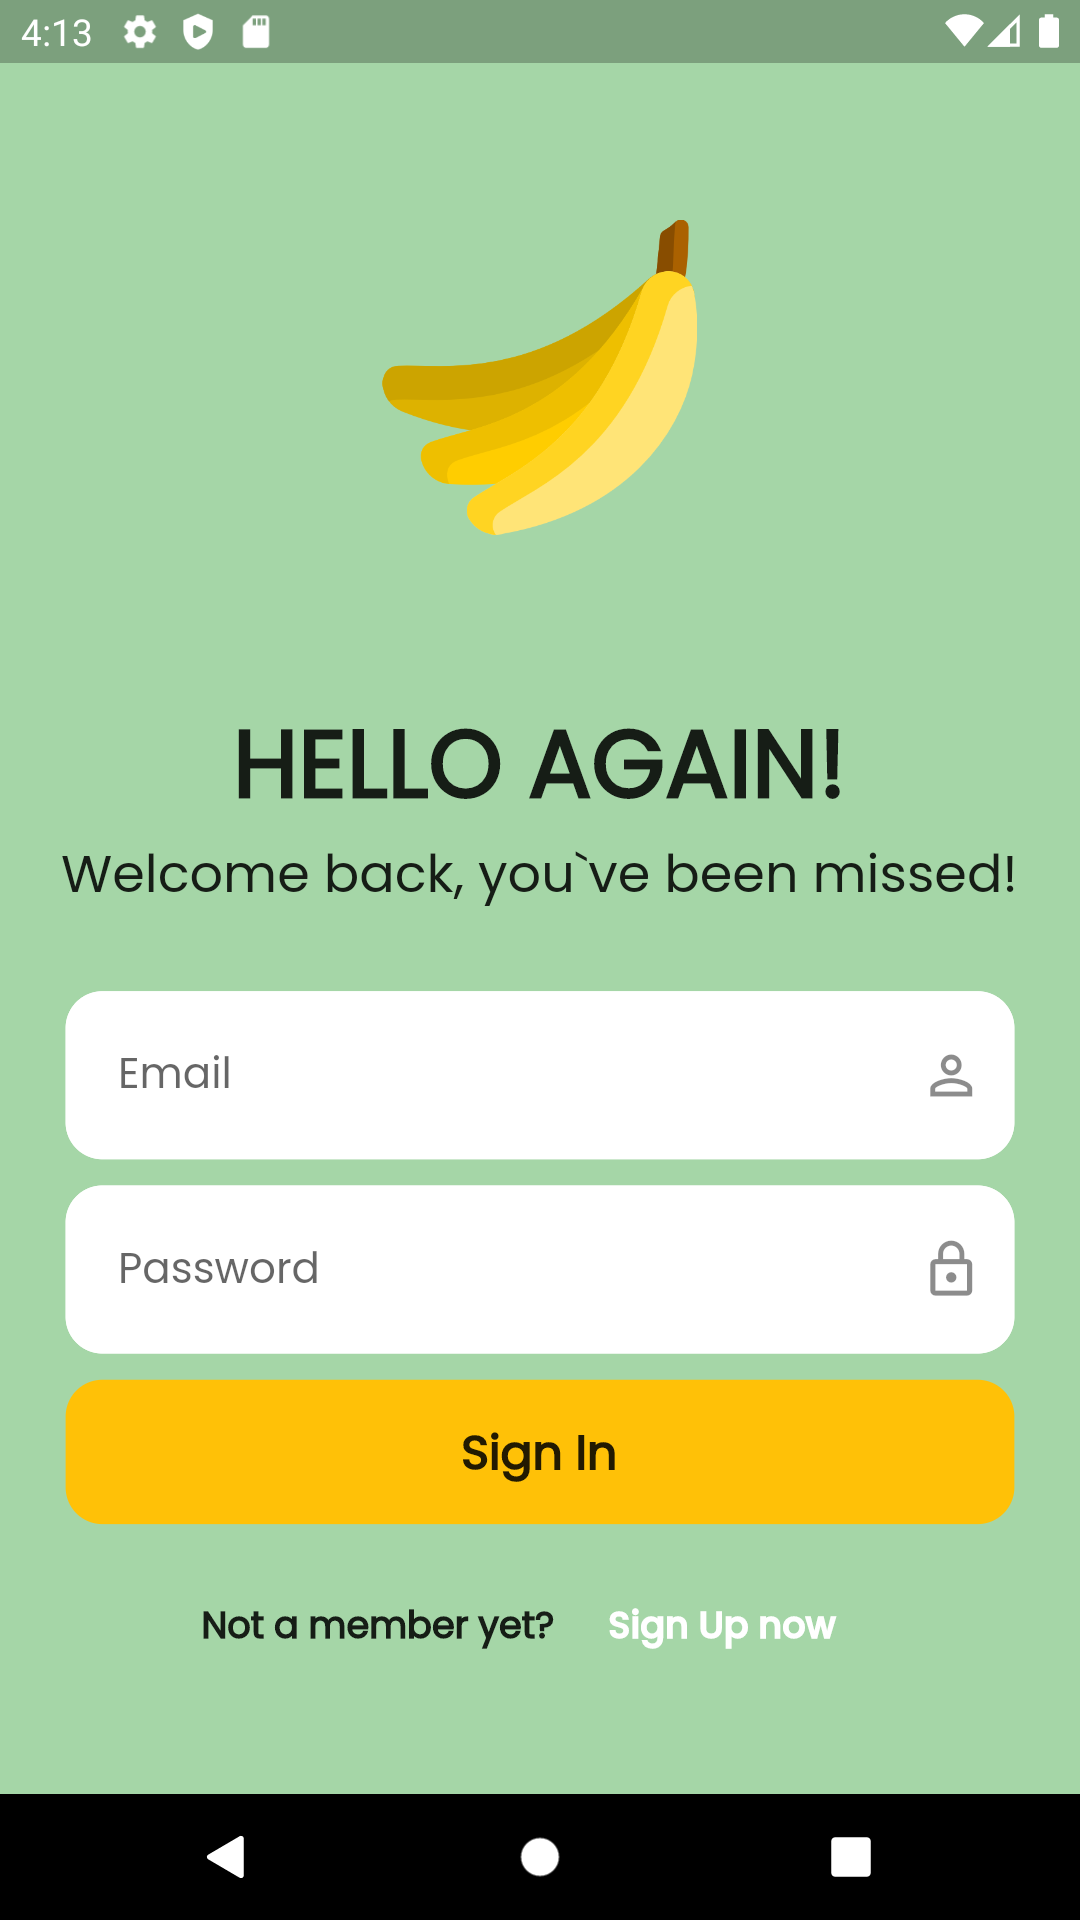 4:13
HELLO AGAIN!
Welcome back, you`ve been missed!
Email
Password
Sign In
Not a member yet? Sign Up now